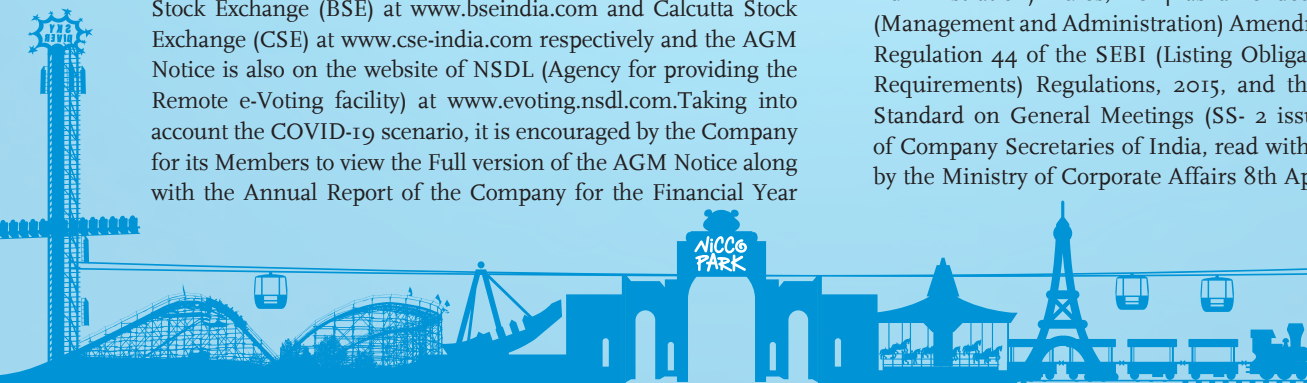 Stock Exchange (BSE) at www.bseindia.com and Calcutta Stock
Exchange (CSE) at www.cse-india.com respectively and the AGM
Notice is also on the website of NSDL (Agency for providing the
Remote e-Voting facility) at www.evoting.nsdl.com.Taking into
account the COVID-19 scenario, it is encouraged by the Company
for its Members to view the Full version of the AGM Notice along
with the Annual Report of the Company for the Financial Year
(Management and Administration) Amend
Regulation 44 of the SEBI (Listing Obliga
Requirements) Regulations, 2015, and th
Standard on General Meetings (SS- 2 issu
of Company Secretaries of India, read with
by the Ministry of Corporate Affairs 8th Ap
NICCO
PARK